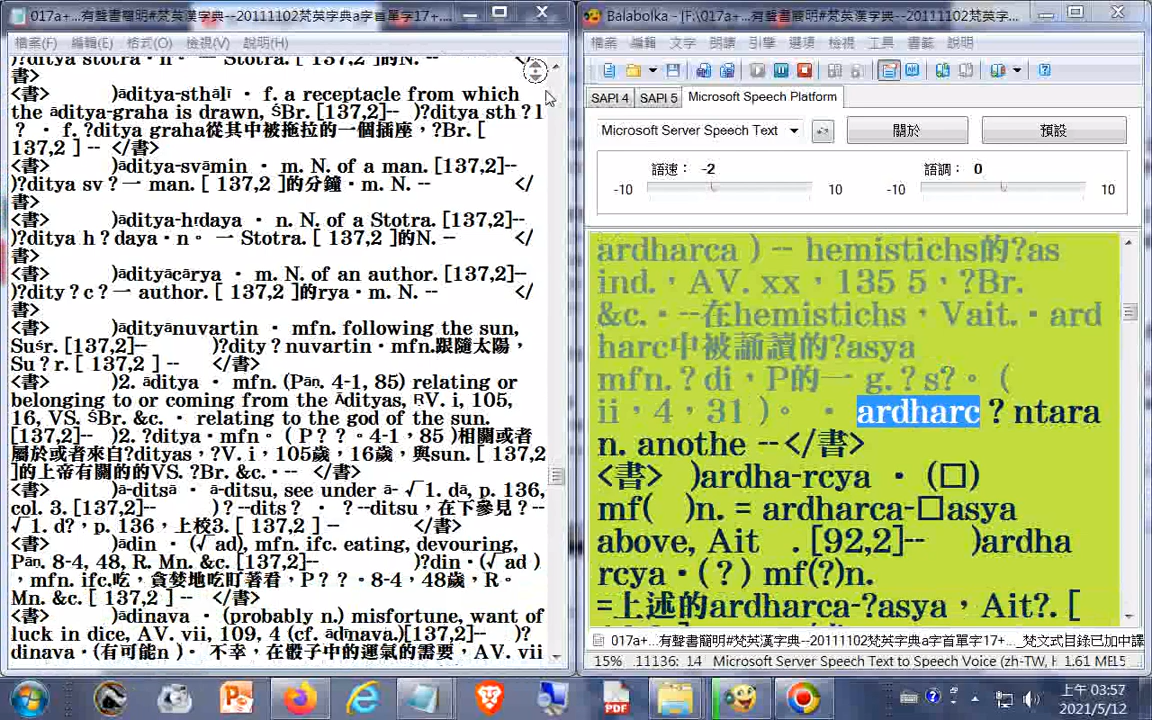 017a+...有聲書簡明#梵英漢字典--20111102梵英字典a字首單字17+...
檔案(F) 編輯(E) 格式(O) 檢視(V) 說明(H)
)?ditya stotra‧n。 一 Stotra. [ 137,2 ]的N. -- </
書>
<書> )āditya-sthālī ‧ f. a receptacle from which
the āditya-graha is drawn, ŚBr. [137,2]-- )?ditya sth ?1
? ‧ f. ?ditya graha從其中被拖拉的一個插座，?Br. [
137,2 ] -- </書>
<書> )āditya-svāmin ‧ m. N. of a man. [137,2]--
)?ditya sv ? 一 man. [ 137,2 ]的分鐘‧m. N. -- </
書>
<書> )āditya-hṛdaya ‧ n. N. of a Stotra. [137,2]--
)?ditya h ? daya‧n。 一 Stotra. [ 137,2 ]的N. -- </
書>
<書> )ādityācārya ‧ m. N. of an author. [137,2]--
)?dity ? c ? 一 author. [ 137,2 ]的rya‧m. N. -- </
書>
<書> )ādityānuvartin ‧ mfn. following the sun,
Suśr. [137,2]-- )?dity ? nuvartin‧mfn.跟隨太陽，
Su ? r. [ 137,2 ] -- </書>
<書> )2. āditya ‧ mfn. (Pāṇ. 4-1, 85) relating or
belonging to or coming from the Ādityas, RV. i, 105,
16, VS. ŚBr. &c. ‧ relating to the god of the sun.
[137,2]-- )2. ?ditya‧mfn。 ( P ? ? 。4-1，85 )相關或者
屬於或者來自?dityas，?V. i，105歲，16歲，與sun. [ 137,2
]的上帝有關的的VS. ?Br. &c.‧-- </書>
<書> )ā-ditsā ‧ ā-ditsu, see under ā- √1. dā, p. 136,
col. 3. [137,2]-- )? --dits ? ‧ ? -ditsu，在下參見 ? --
√1. d?，p. 136，上校3. [ 137,2 ] -- </書>
<書> )ādin ‧ (√ad), mfn. ifc. eating, devouring,
Pāṇ. 8-4, 48, R. Mn. &c. [137,2]-- )?din‧(√ad )
，mfn. ifc.吃，貪婪地吃盯著看，P ? ? 。8-4，48歲，R。
Mn. &c. [ 137,2 ] -- </書>
<書> )ādinava ‧ (probably n.) misfortune, want of
luck in dice, AV. vii, 109, 4 (cf. ādīnava.)[137,2]-- )?
dinava‧(有可能n )‧ 不幸，在骰子中的運氣的需要，AV. vii
Balabolka - [F:\017a+...有聲書簡明#梵英漢字典--20111102梵英字...
檔案 編輯 文字 朗讀 引擎 選項 檢視 工具 書籤 說明
SAPI 4 SAPI 5 Microsoft Speech Platform
Microsoft Server Speech Text 關於 預設
語速： -2 語調： 0
-10 10 -10 10
ardharca ) -- hemistichs的?as
ind.，AV. xx，135 5，?Br.
&c.‧--在hemistichs，Vait.‧ard
harc中被誦讀的?asya
mfn. ? di，P的一 g. ? s?。 (
ii，4，31 )。 ‧ ardharc ? ntara
n. anothe --</書>
<書> )ardha-rcya ‧ (□)
mf( )n. = ardharca-□asya
above, Ait . [92,2]-- )ardha
rcya‧( ? ) mf(?)n.
=上述的ardharca-?asya，Ait?. [
017a+...有聲書簡明#梵英漢字典--20111102梵英字典a字首單字17+..._梵文式目錄已加中譯
15% .11136: 14 Microsoft Server Speech Text to Speech Voice (zh-TW, H 1.61 МБ
上午 03:57
2021/5/12